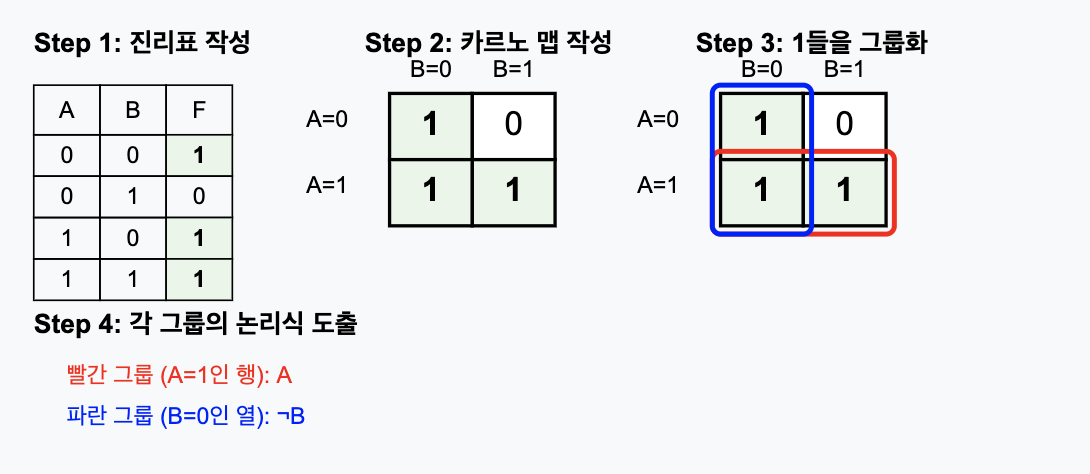 Step 1: 진리표 작성
A B F
0 0 1
0 1 0
1 0 1
1 1 1
Step 2: 카르노 맵 작성
B=0 B=1
A=0 1 0
A=1 1 1
Step 3: 1들을 그룹화
B=0 B=1
A=0 1 0
A=1 1 1
Step 4: 각 그룹의 논리식 도출
빨간 그룹 (A=1인 행): A
파란 그룹 (B=0인 열): ¬B